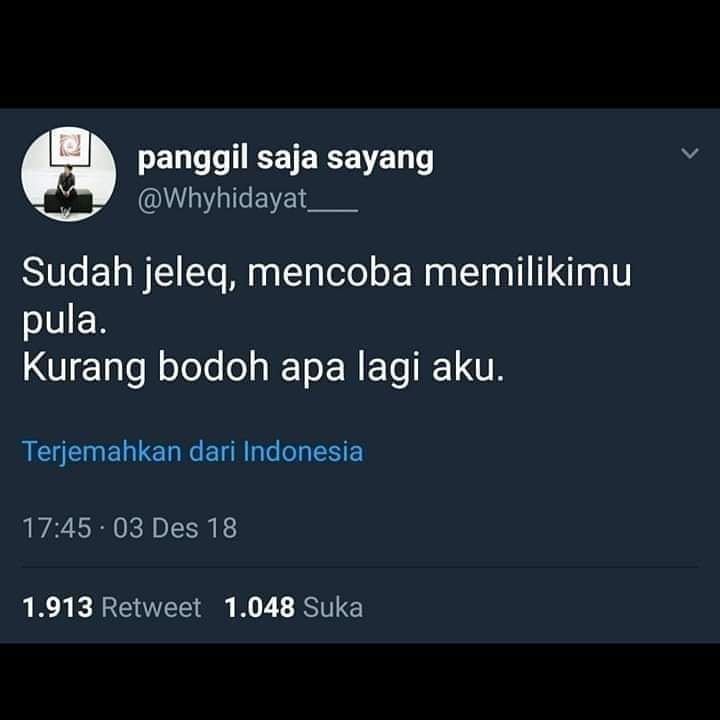 panggil saja sayang
@Whyhidayat____
Sudah jeleq, mencoba memilikimu
pula.
Kurang bodoh apa lagi aku.
Terjemahkan dari Indonesia
17:45 · 03 Des 18
1.913 Retweet 1.048 Suka